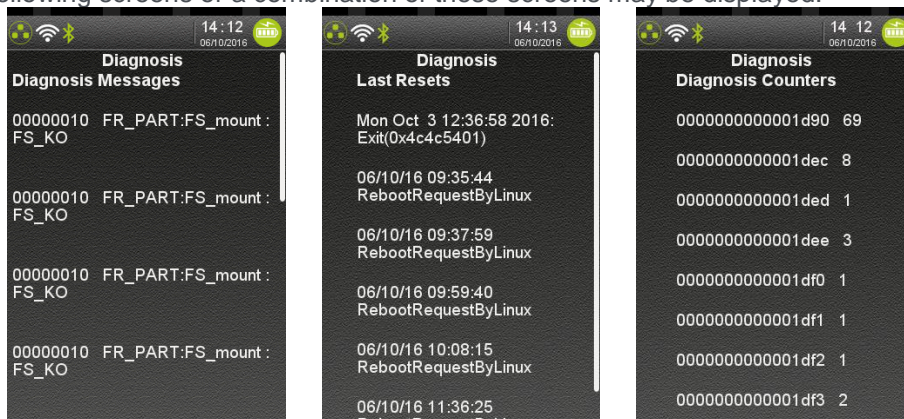 following screens or a combination of these screens may be displayed.
14:12
06/10/2016
Diagnosis
Diagnosis Messages
00000010 FR_PART:FS_mount :
FS_KO
00000010 FR_PART:FS_mount :
FS_KO
00000010 FR_PART:FS_mount :
FS_KO
00000010 FR_PART:FS_mount :
FS_KO
14:13
06/10/2016
Diagnosis
Last Resets
Mon Oct 3 12:36:58 2016:
Exit(0x4c4c5401)
06/10/16 09:35:44
RebootRequestByLinux
06/10/16 09:37:59
RebootRequestByLinux
06/10/16 09:59:40
RebootRequestByLinux
06/10/16 10:08:15
RebootRequestByLinux
06/10/16 11:36:25
14 12
06/10/2016
Diagnosis
Diagnosis Counters
0000000000001d90 69
0000000000001dec 8
0000000000001ded 1
0000000000001dee 3
0000000000001df0 1
0000000000001df1 1
0000000000001df2 1
0000000000001df3 2